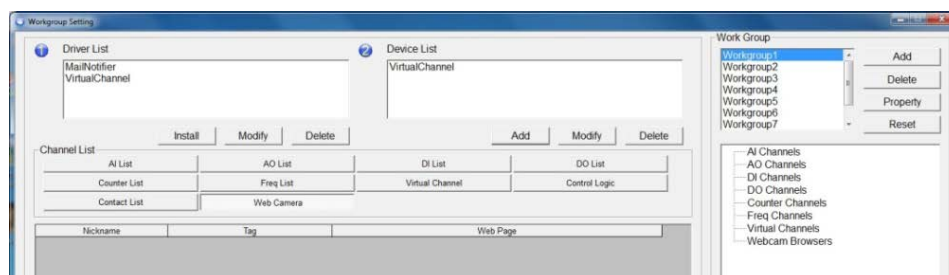 Workgroup Setting
1 Driver List
MailNotifier
VirtualChannel
Install Modify Delete
2 Device List
VirtualChannel
Add Modify Delete
Channel List
AI List AO List DI List DO List
Counter List Freq List Virtual Channel Control Logic
Contact List Web Camera
Nickname Tag Web Page
Work Group
Workgroup1
Workgroup2
Workgroup3
Workgroup4
Workgroup5
Workgroup6
Workgroup7
Add
Delete
Property
Reset
AI Channels
AO Channels
DI Channels
DO Channels
Counter Channels
Freq Channels
Virtual Channels
Webcam Browsers